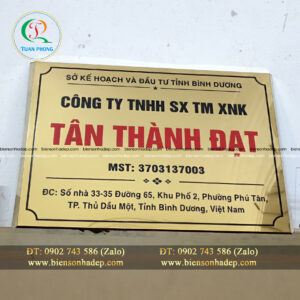 TUAN PHONG
SỞ KẾ HOẠCH VÀ ĐẦU TƯ TỈNH BÌNH DƯƠNG
CÔNG TY TNHH SX TM XNK
TÂN THÀNH ĐẠT
MST: 3703137003
ĐC: Số nhà 33-35 Đường 65, Khu Phố 2, Phường Phú Tân,
TP. Thủ Dầu Một, Tỉnh Bình Dương, Việt Nam
ĐT: 0902 743 586 (Zalo) ĐT: 0902 743 586 (Zalo)
www.biensonhadep.com www.biensonhadep.com